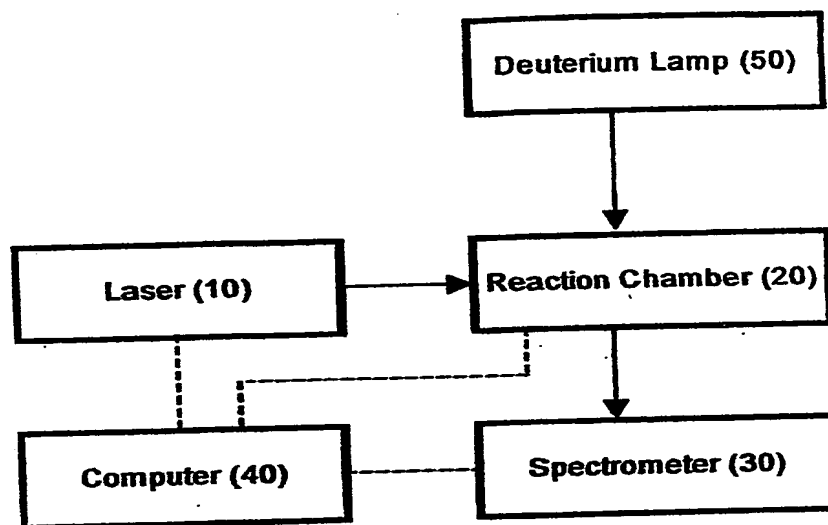 Deuterium Lamp (50)
Laser (10)
Reaction Chamber (20)
Computer (40)
Spectrometer (30)